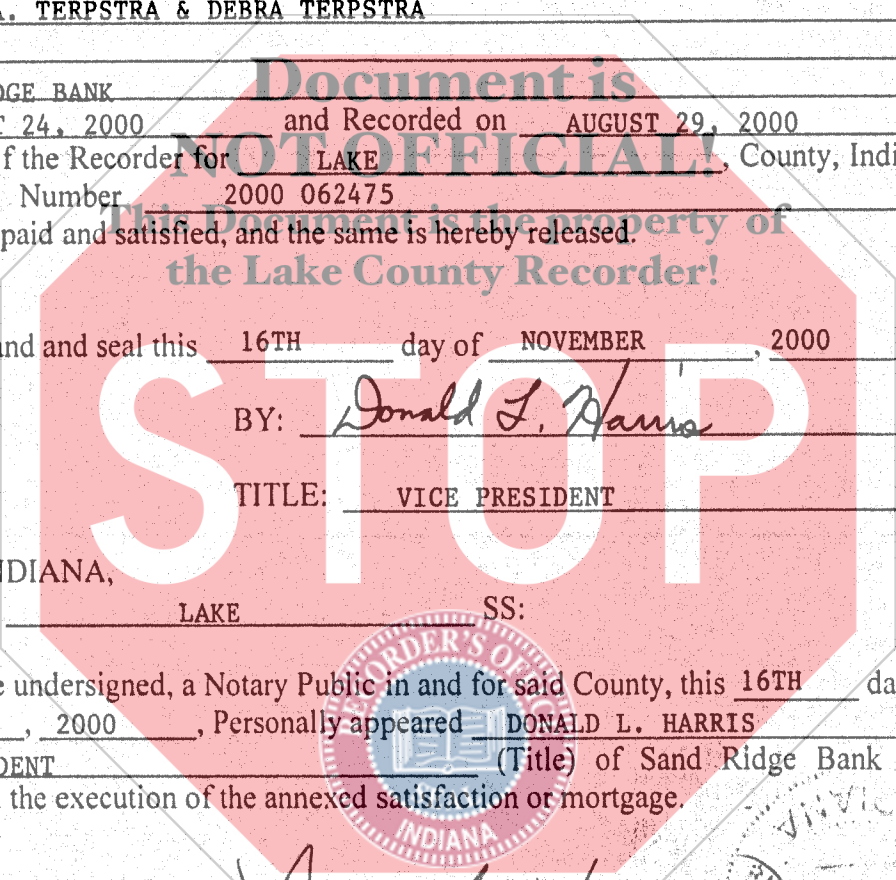 A. TERPSTRA & DEBRA TERPSTRA
Document is
DGE BANK
T 24, 2000 and Recorded on AUGUST 29, 2000
NOT OFFICIAL!
f the Recorder for LAKE , County, Indi
Number 2000 062475
This Document is the property of
paid and satisfied, and the same is hereby released.
the Lake County Recorder!
and and seal this 16TH day of NOVEMBER , 2000
STOP
BY: Donald L. Harris
TITLE: VICE PRESIDENT
NDIANA,
LAKE SS:
RECORDER'S OFFICE
e undersigned, a Notary Public in and for said County, this 16TH da
, 2000 , Personally appeared DONALD L. HARRIS
DENT (Title) of Sand Ridge Bank
the execution of the annexed satisfaction or mortgage.
INDIANA